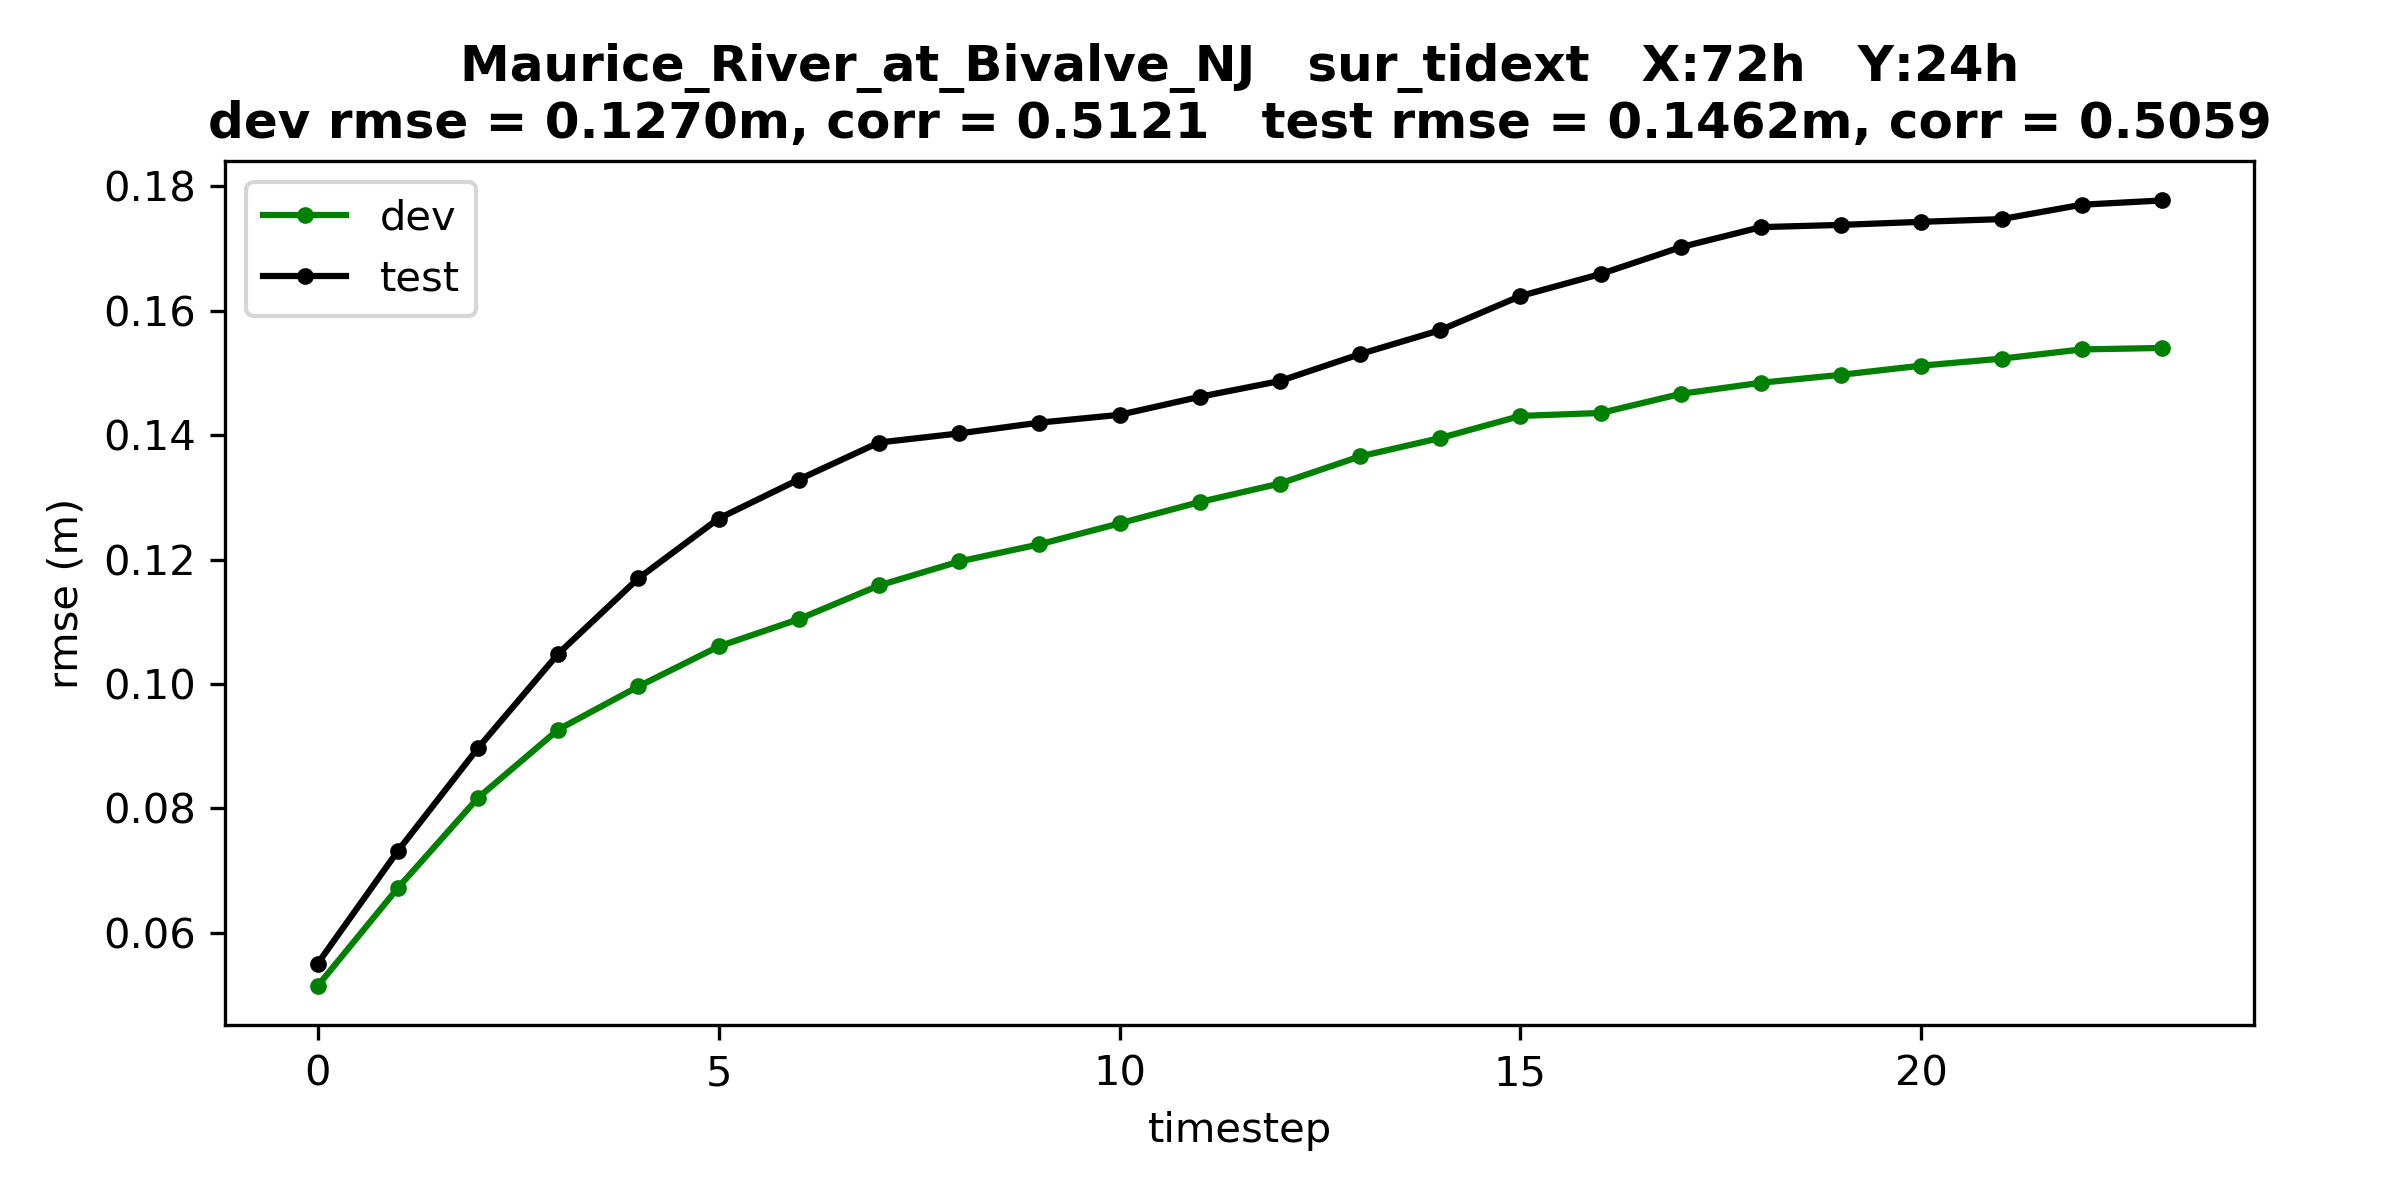 Maurice_River_at_Bivalve_NJ   sur_tidext   X:72h   Y:24h
dev rmse = 0.1270m, corr = 0.5121   test rmse = 0.1462m, corr = 0.5059
0.18
0.16
0.14
0.12
0.10
0.08
0.06
rmse (m)
dev
test
0 5 10 15 20
timestep